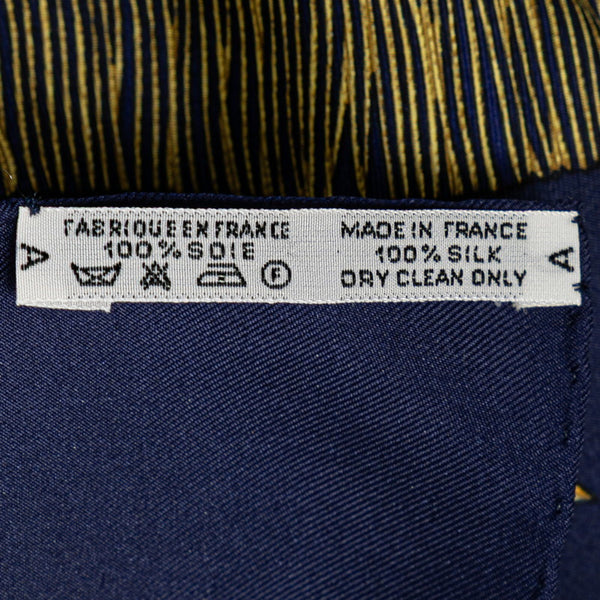 FABRIQUE EN FRANCE
100% SOIE
F
MADE IN FRANCE
100% SILK
DRY CLEAN ONLY
A
A